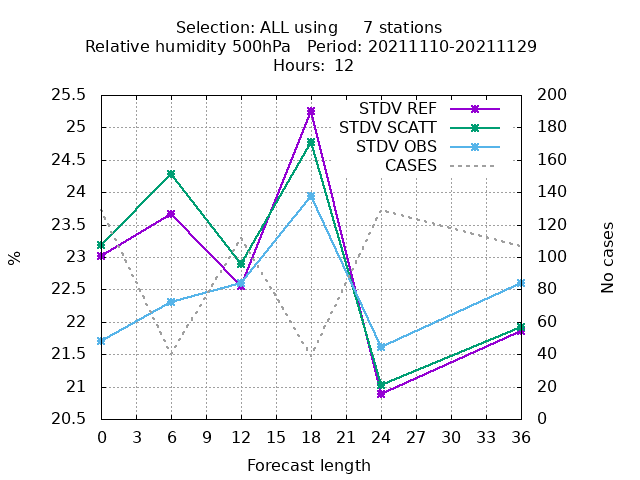 Selection: ALL using     7 stations
Relative humidity 500hPa   Period: 20211110-20211129
Hours: 12
STDV REF
STDV SCATT
STDV OBS
CASES
25.5
25
24.5
24
23.5
23
22.5
22
21.5
21
20.5
200
180
160
140
120
100
80
60
40
20
0
%
No cases
0 3 6 9 12 15 18 21 24 27 30 33 36
Forecast length